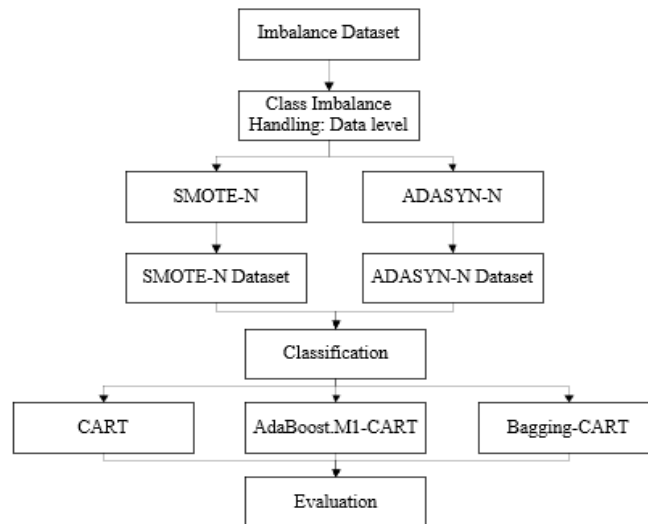 Imbalance Dataset
Class Imbalance
Handling: Data level
SMOTE-N
ADASYN-N
SMOTE-N Dataset
ADASYN-N Dataset
Classification
CART
AdaBoost.M1-CART
Bagging-CART
Evaluation